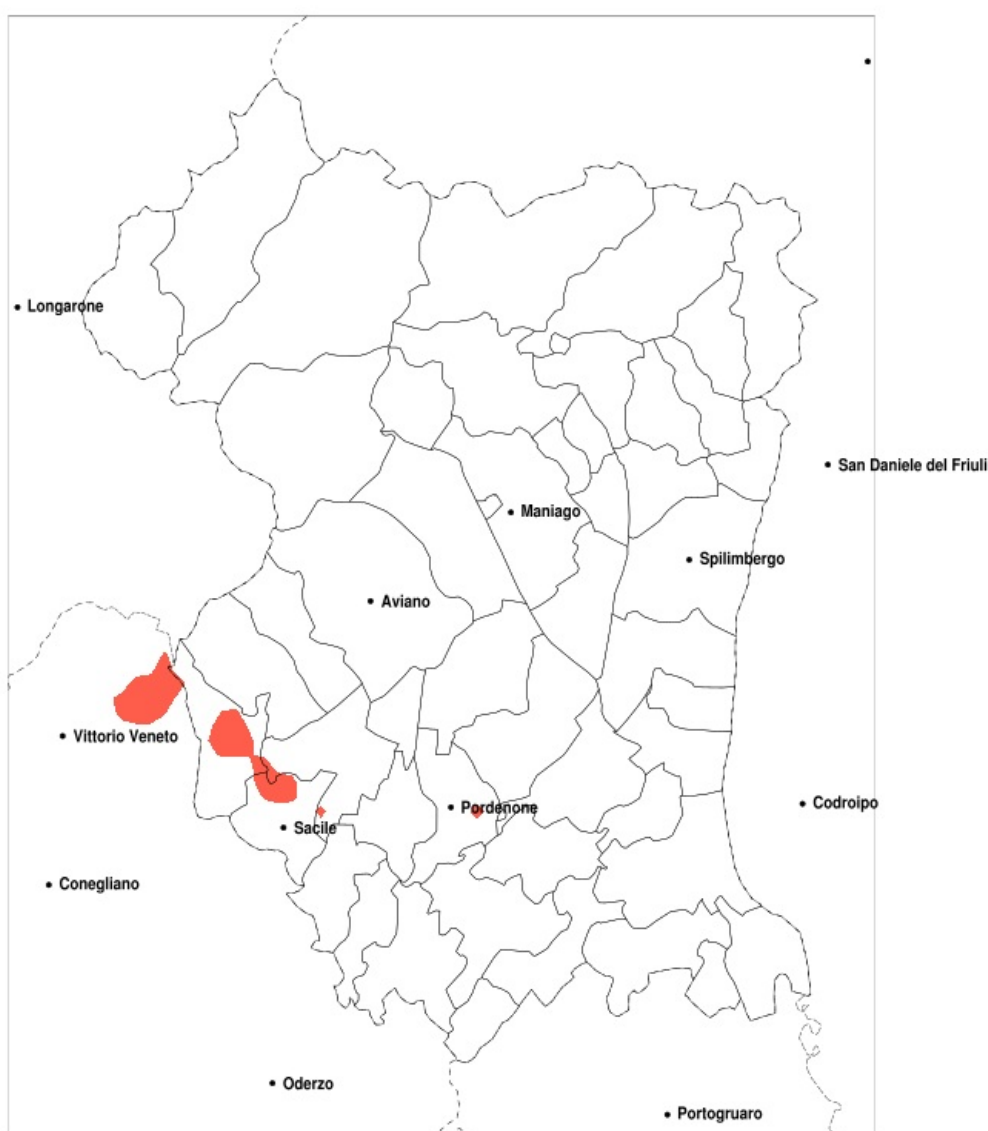 Longarone
San Daniele del Friuli
Maniago
Spilimbergo
Aviano
Vittorio Veneto
Codroipo
Pordenone
Sacile
Conegliano
Oderzo
Portogruaro